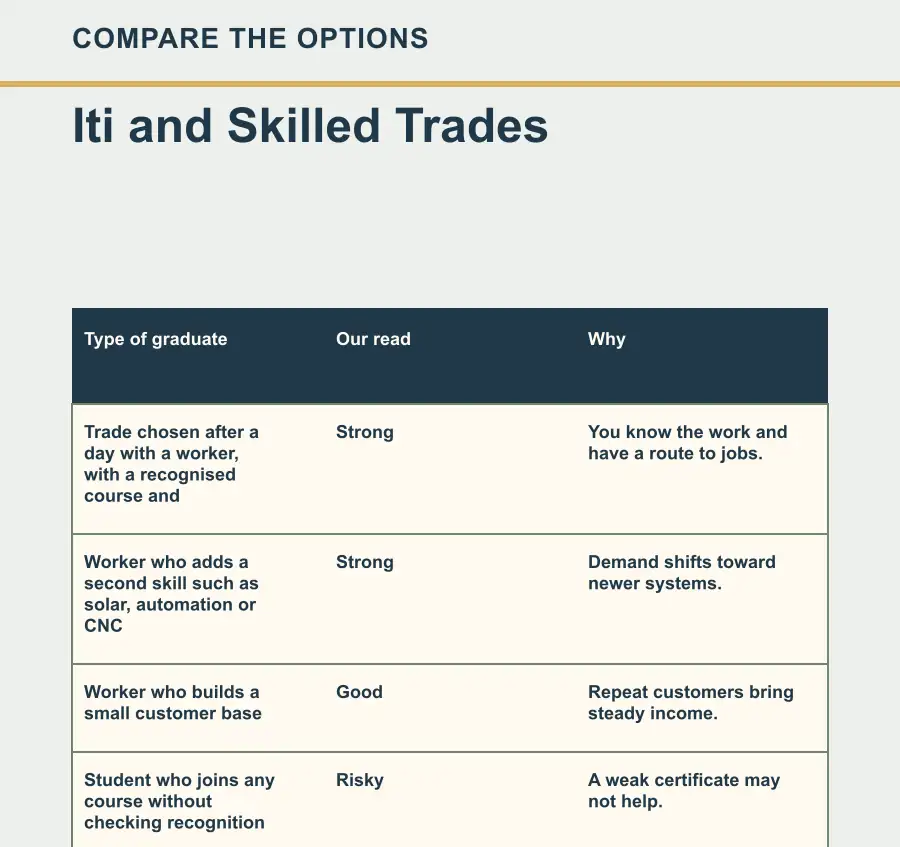 COMPARE THE OPTIONS
Iti and Skilled Trades
Type of graduate
Our read
Why
Trade chosen after a
day with a worker,
with a recognised
course and
Strong
You know the work and
have a route to jobs.
Worker who adds a
second skill such as
solar, automation or
CNC
Strong
Demand shifts toward
newer systems.
Worker who builds a
small customer base
Good
Repeat customers bring
steady income.
Student who joins any
course without
checking recognition
Risky
A weak certificate may
not help.